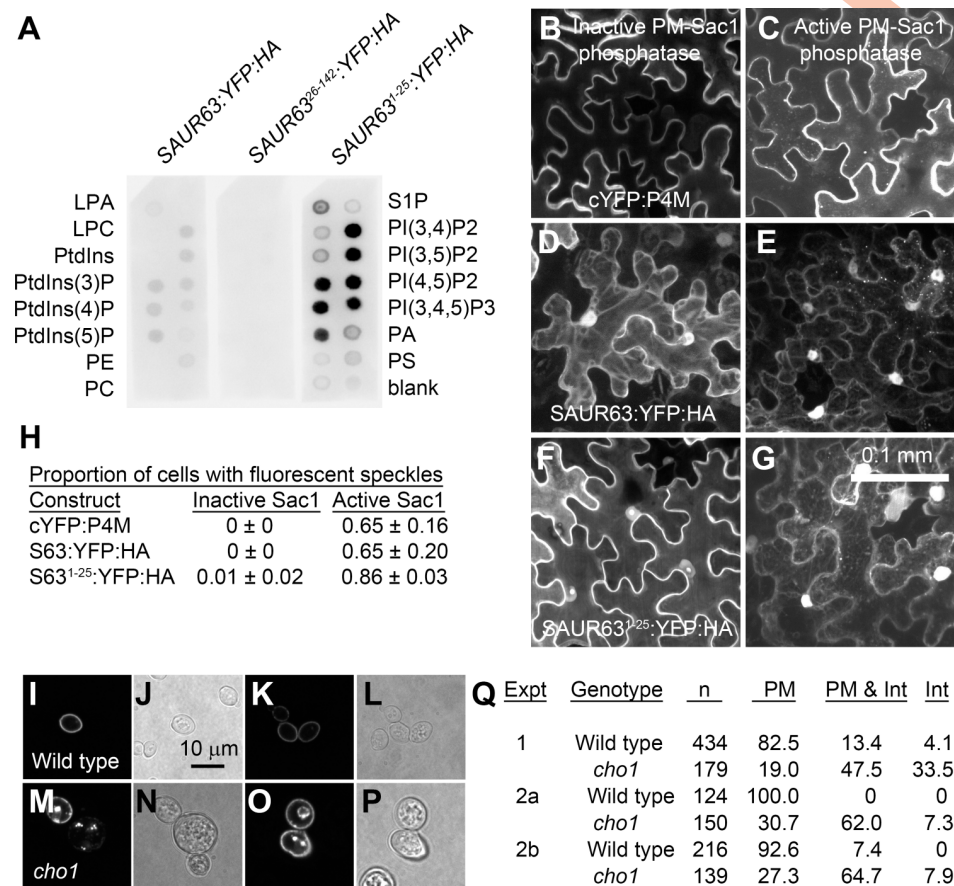 A
SAUR63:YFP:HA
SAUR63²⁶⁻¹⁴²:YFP:HA
SAUR63¹⁻²⁵:YFP:HA
LPA S1P
LPC PI(3,4)P2
PtdIns PI(3,5)P2
PtdIns(3)P PI(4,5)P2
PtdIns(4)P PI(3,4,5)P3
PtdIns(5)P PA
PE PS
PC blank
B Inactive PM-Sac1 phosphatase
cYFP:P4M
C Active PM-Sac1 phosphatase
D
SAUR63:YFP:HA
E
F
SAUR63¹⁻²⁵:YFP:HA
G
0.1 mm
H
Proportion of cells with fluorescent speckles
Construct Inactive Sac1 Active Sac1
cYFP:P4M 0 ± 0 0.65 ± 0.16
S63:YFP:HA 0 ± 0 0.65 ± 0.20
S63¹⁻²⁵:YFP:HA 0.01 ± 0.02 0.86 ± 0.03
I J K L
Wild type
10 µm
M N O P
cho1
Q Expt Genotype n PM PM & Int Int
1 Wild type 434 82.5 13.4 4.1
cho1 179 19.0 47.5 33.5
2a Wild type 124 100.0 0 0
cho1 150 30.7 62.0 7.3
2b Wild type 216 92.6 7.4 0
cho1 139 27.3 64.7 7.9